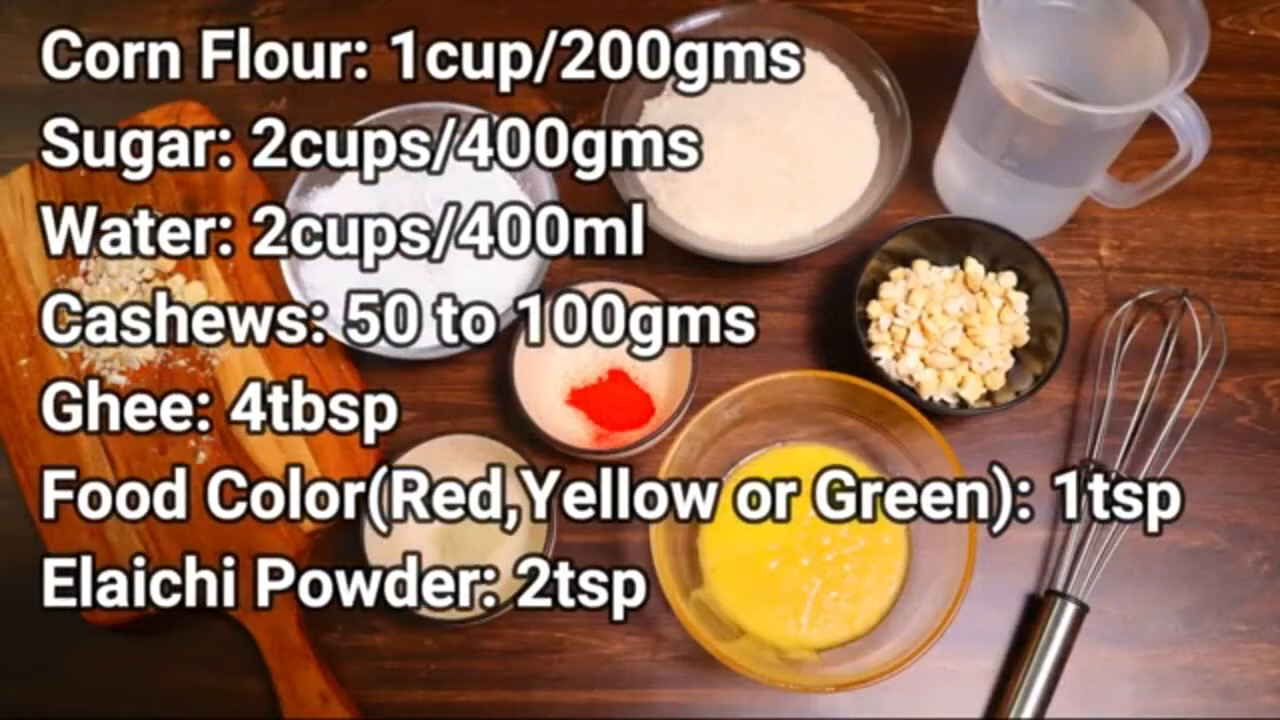 Corn Flour: 1cup/200gms
Sugar: 2cups/400gms
Water: 2cups/400ml
Cashews: 50 to 100gms
Ghee: 4tbsp
Food Color(Red,Yellow or Green): 1tsp
Elaichi Powder: 2tsp